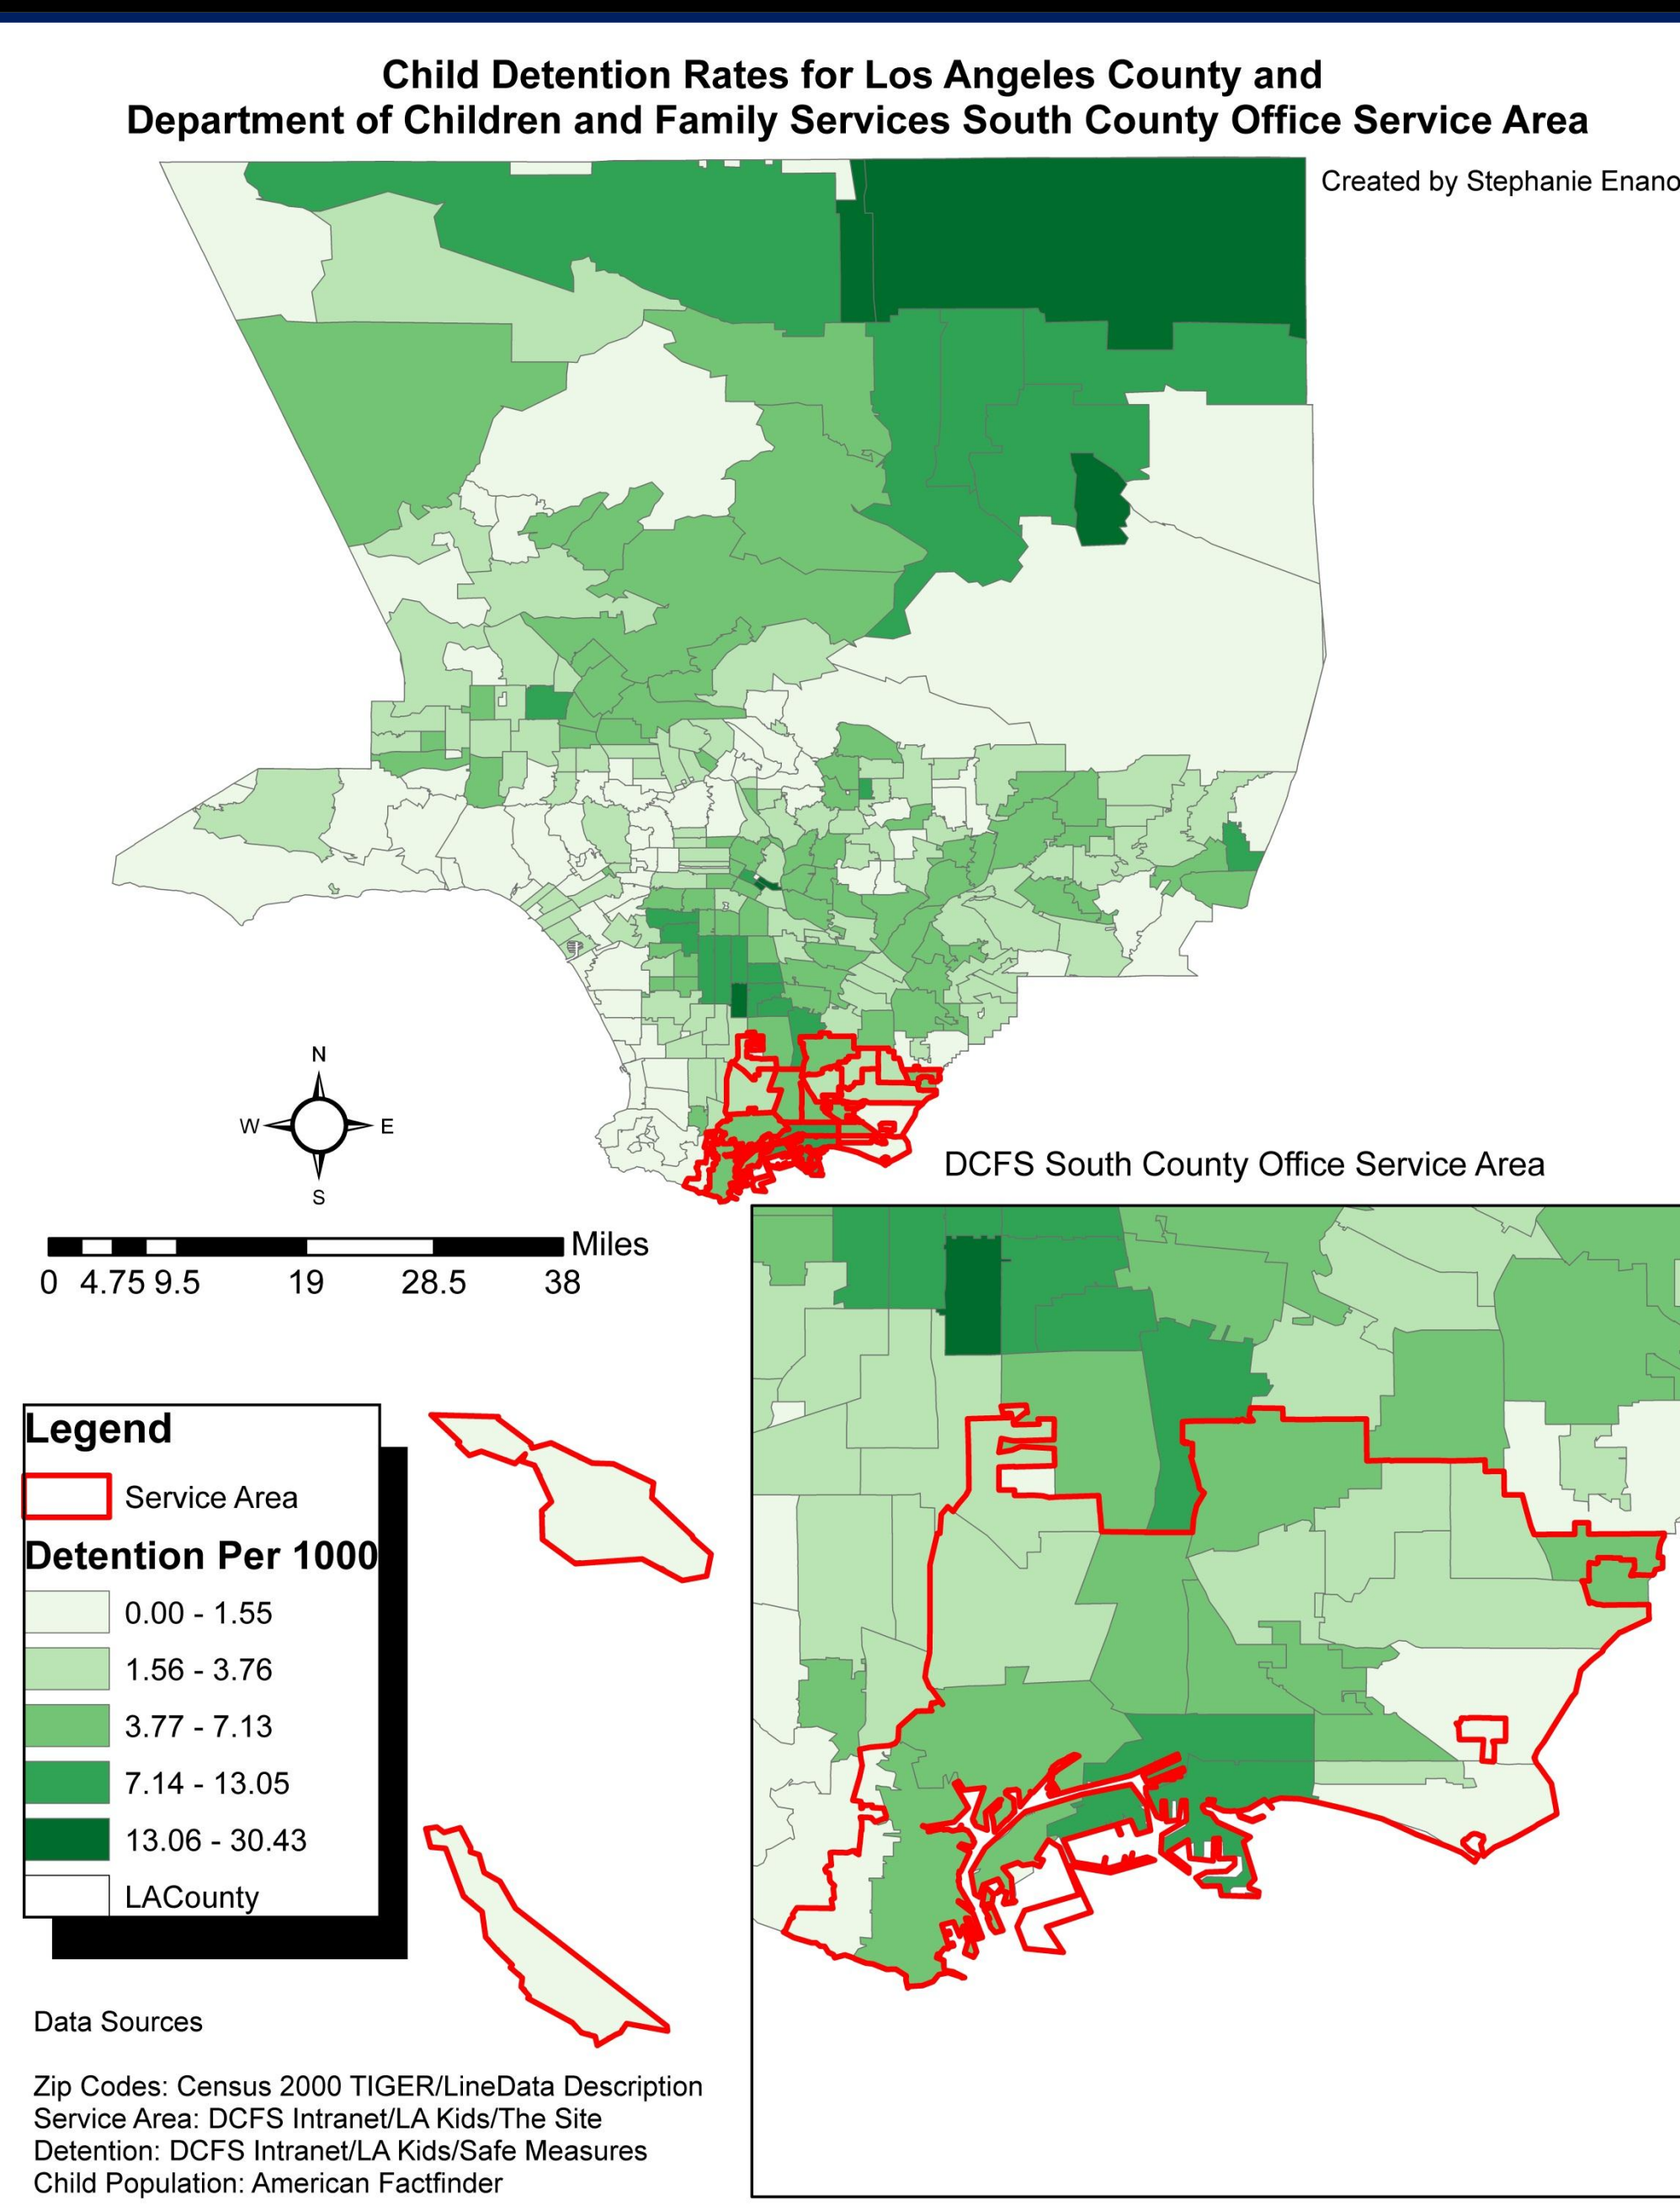 Child Detention Rates for Los Angeles County and
Department of Children and Family Services South County Office Service Area
Created by Stephanie Enano
N
W
E
S
DCFS South County Office Service Area
Miles
0 4.75 9.5 19 28.5 38
Legend
Service Area
Detention Per 1000
0.00 - 1.55
1.56 - 3.76
3.77 - 7.13
7.14 - 13.05
13.06 - 30.43
LACounty
Data Sources
Zip Codes: Census 2000 TIGER/LineData Description
Service Area: DCFS Intranet/LA Kids/The Site
Detention: DCFS Intranet/LA Kids/Safe Measures
Child Population: American Factfinder